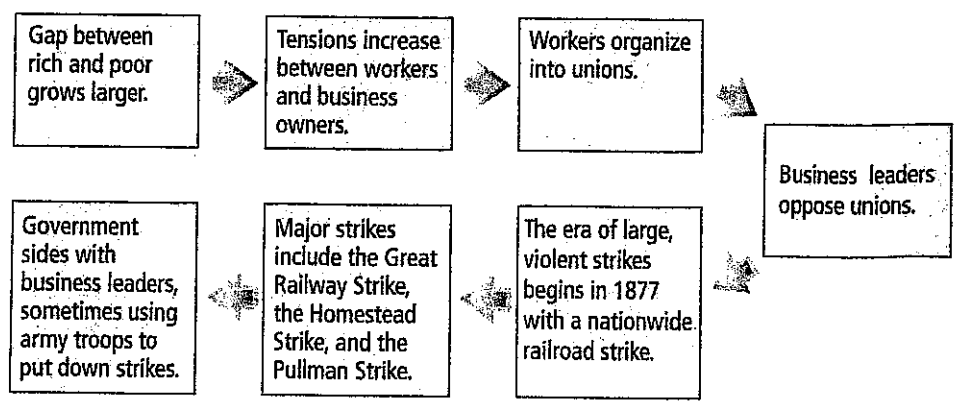 Gap between
rich and poor
grows larger.
Tensions increase
between workers
and business
owners.
Workers organize
into unions.
Business leaders
oppose unions.
The era of large,
violent strikes
begins in 1877
with a nationwide
railroad strike.
Major strikes
include the Great
Railway Strike,
the Homestead
Strike, and the
Pullman Strike.
Government
sides with
business leaders,
sometimes using
army troops to
put down strikes.